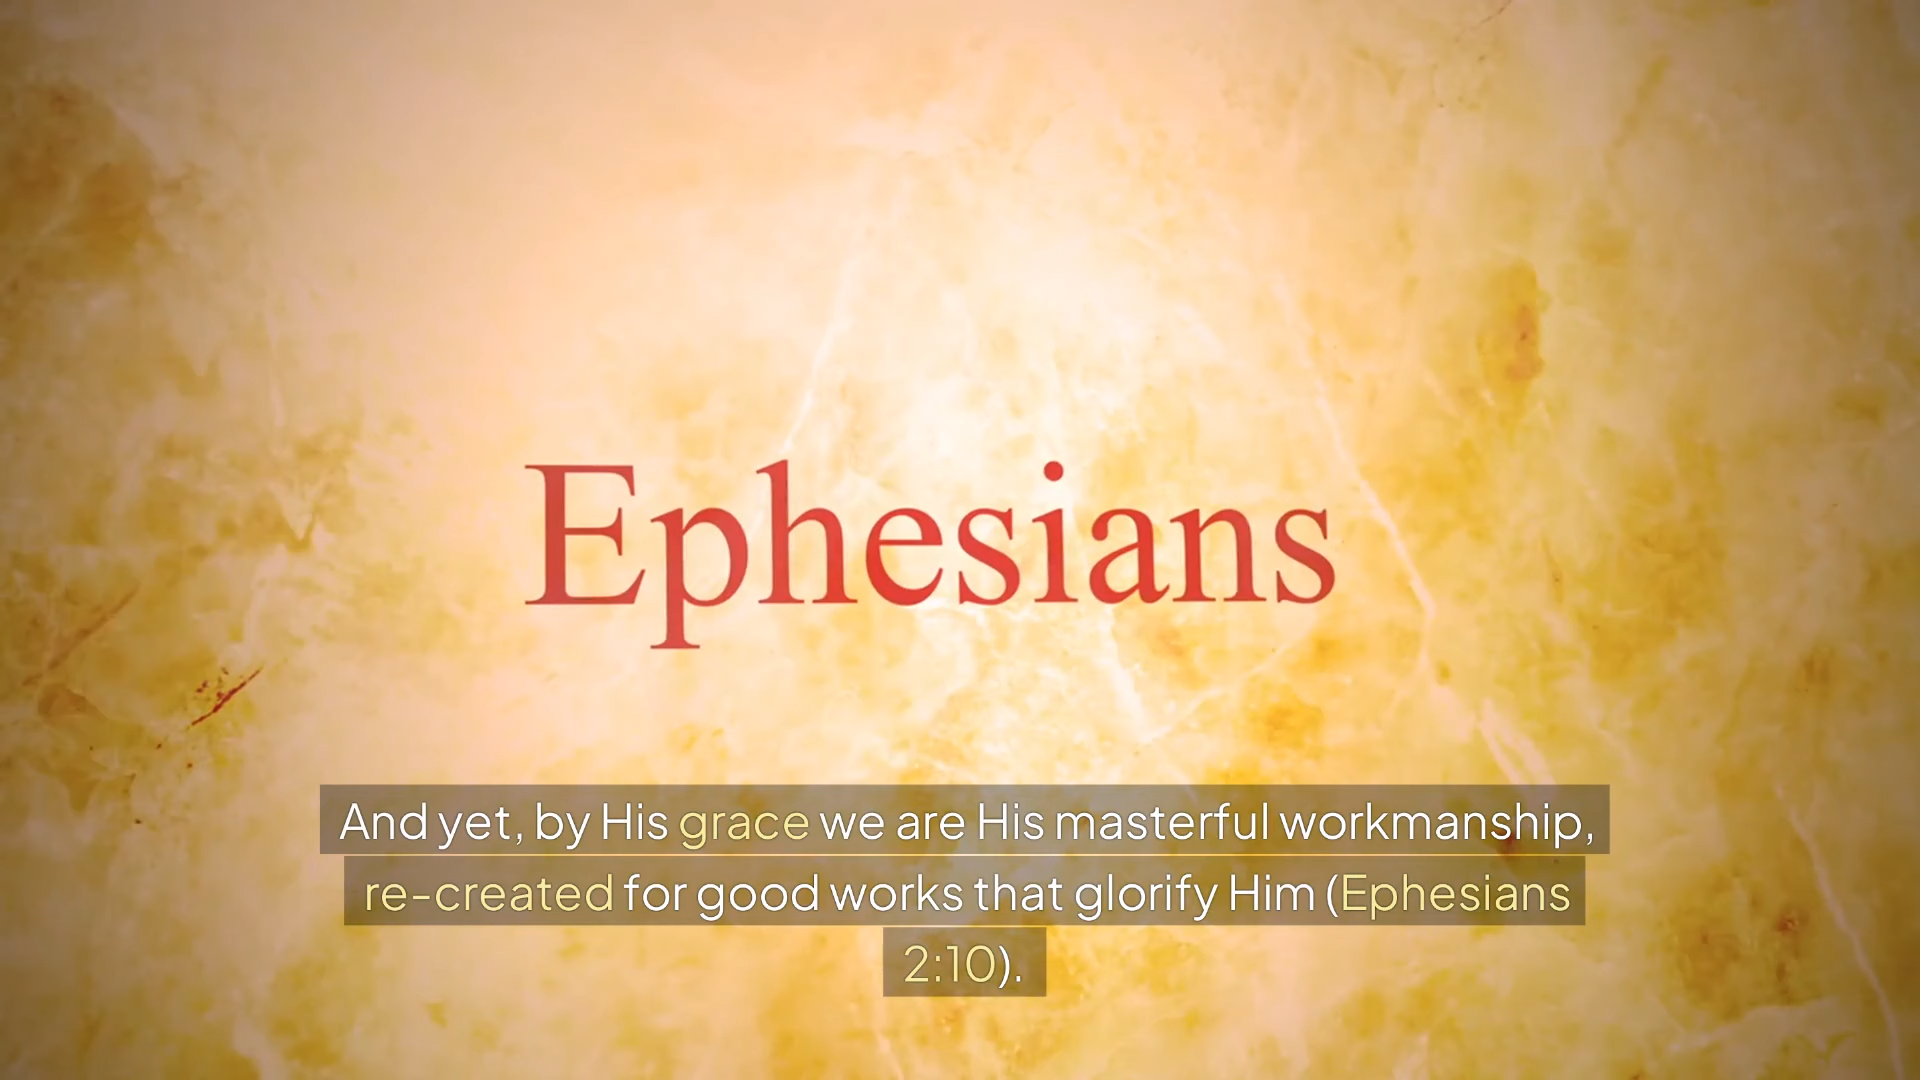 Ephesians
And yet, by His grace we are His masterful workmanship,
re-created for good works that glorify Him (Ephesians
2:10).